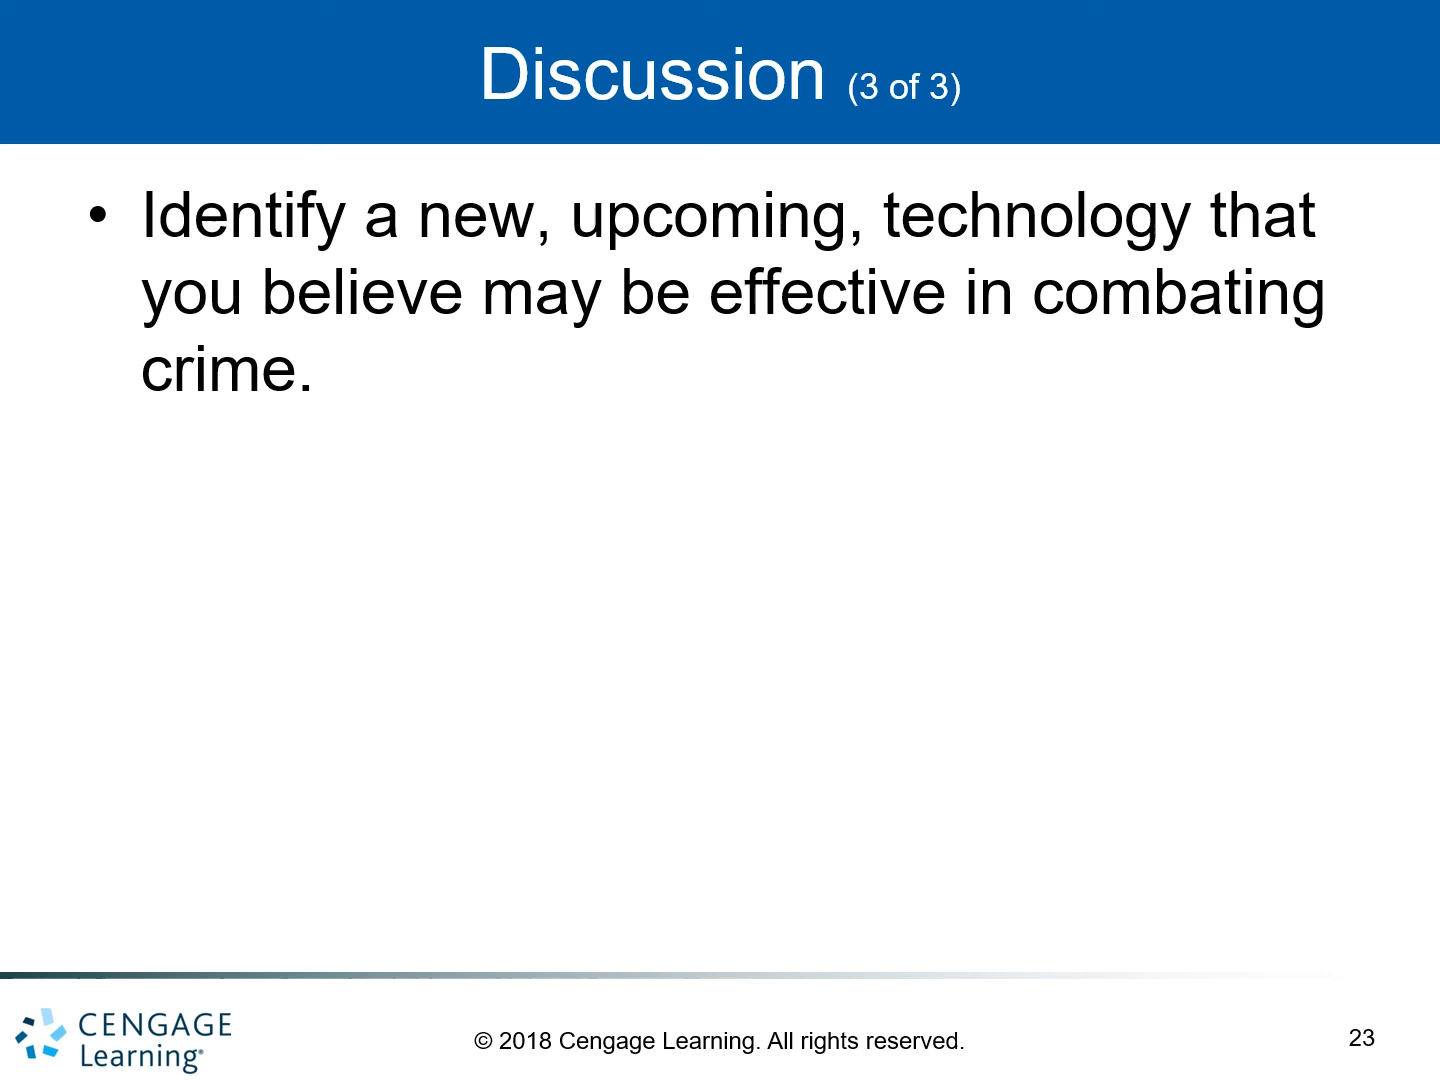 Discussion (3 of 3)
• Identify a new, upcoming, technology that
you believe may be effective in combating
crime.
CENGAGE
Learning®
© 2018 Cengage Learning. All rights reserved.
23